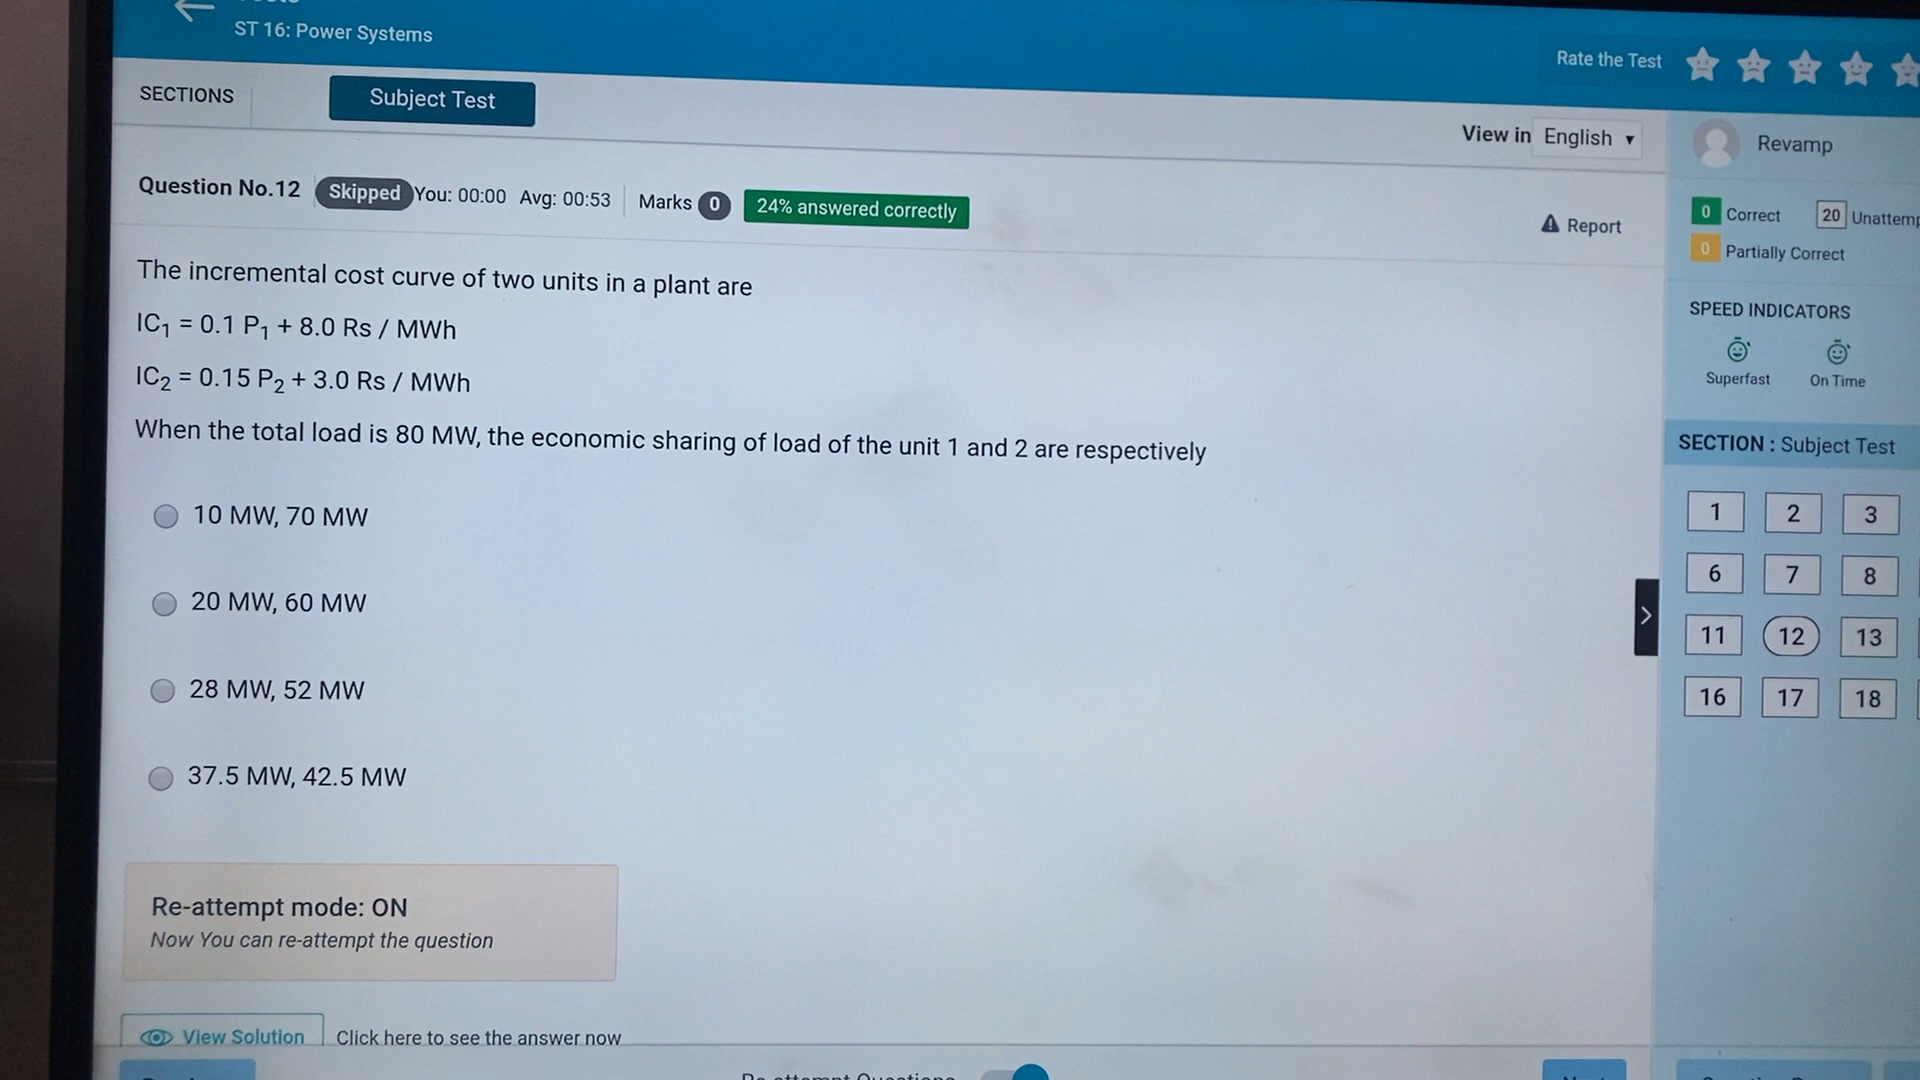 ST 16: Power Systems
Rate the Test
SECTIONS
Subject Test
View in English
Revamp
Question No.12 Skipped You: 00:00 Avg: 00:53 Marks 0 24% answered correctly
Report
0 Correct 20
0 Partially Correct
The incremental cost curve of two units in a plant are
IC₁ = 0.1 P₁ + 8.0 Rs / MWh
IC₂ = 0.15 P₂ + 3.0 Rs / MWh
When the total load is 80 MW, the economic sharing of load of the unit 1 and 2 are respectively
10 MW, 70 MW
20 MW, 60 MW
28 MW, 52 MW
37.5 MW, 42.5 MW
Re-attempt mode: ON
Now You can re-attempt the question
View Solution Click here to see the answer now
SPEED INDICATORS
Superfast On Time
SECTION : Subject Test
1 2 3
6 7 8
11 12 13
16 17 18